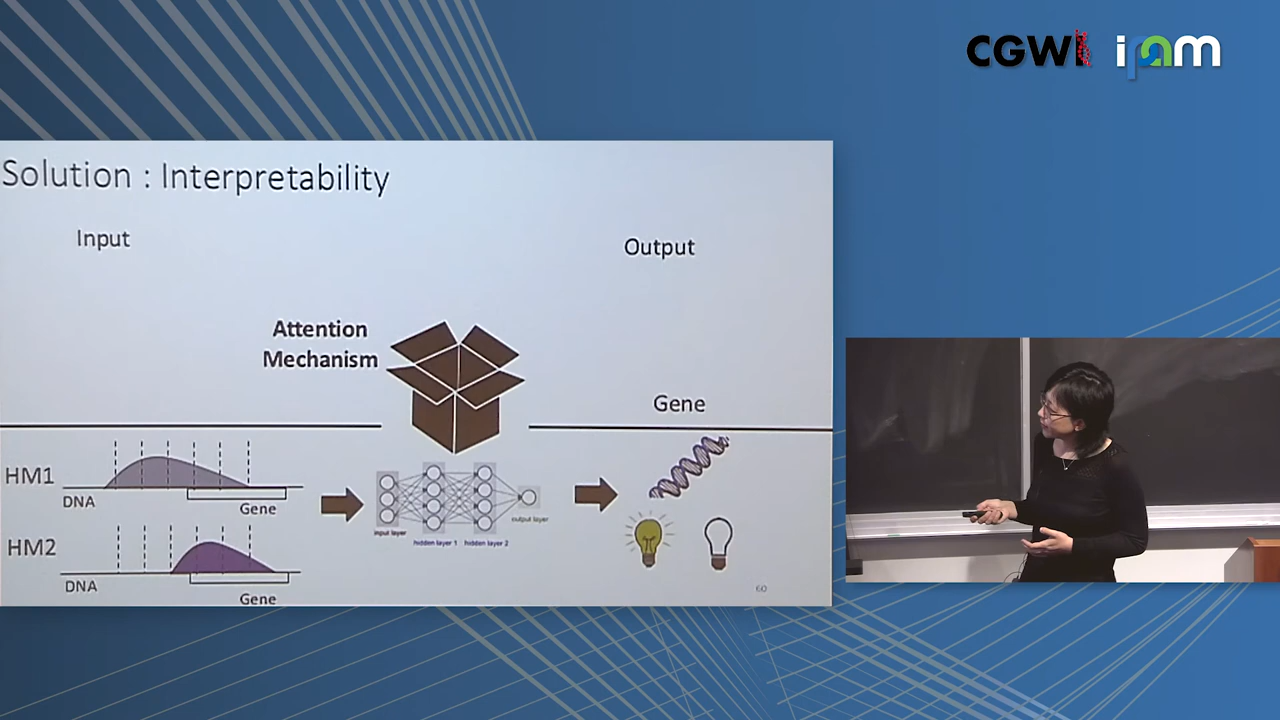 CGWI ipam
Solution : Interpretability
Input
Output
Attention
Mechanism
Gene
HM1
DNA
Gene
input layer
hidden layer 1
hidden layer 2
output layer
HM2
DNA
Gene
60